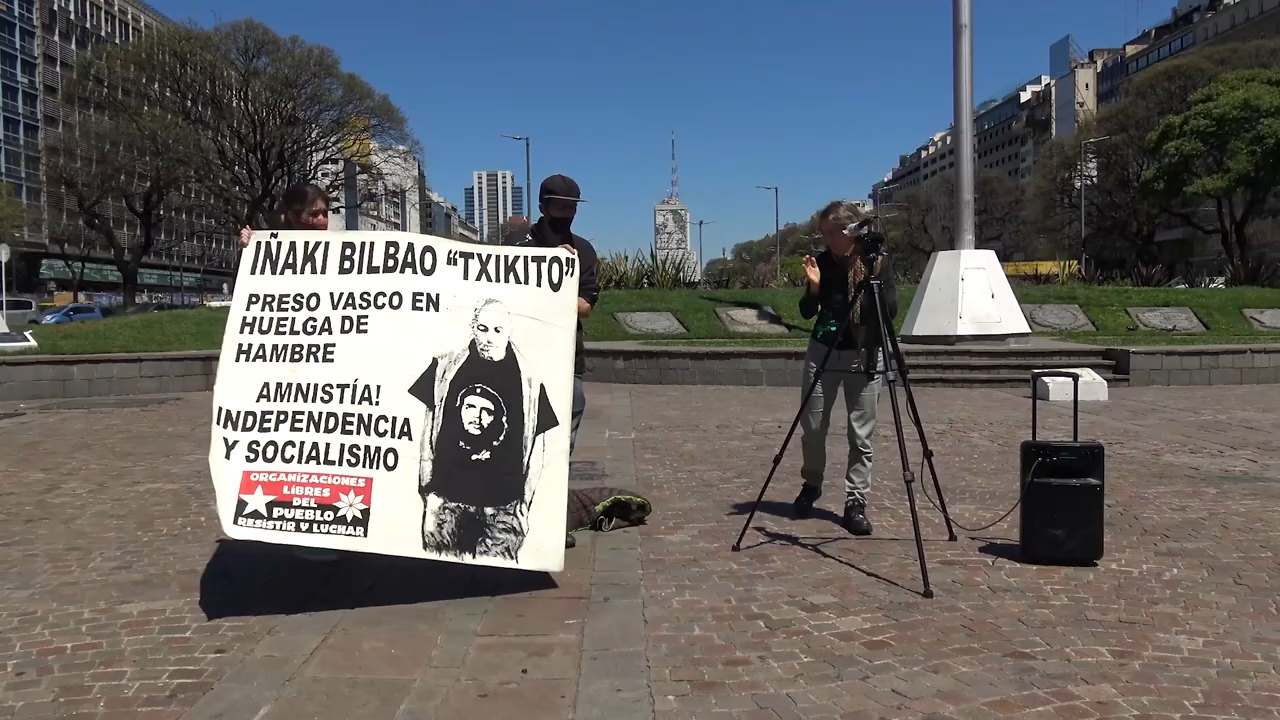 IÑAKI BILBAO “TXIKITO”
PRESO VASCO EN
HUELGA DE
HAMBRE
AMNISTÍA!
INDEPENDENCIA
Y SOCIALISMO
ORGANIZACIONES
LIBRES
DEL
PUEBLO
RESISTIR Y LUCHAR